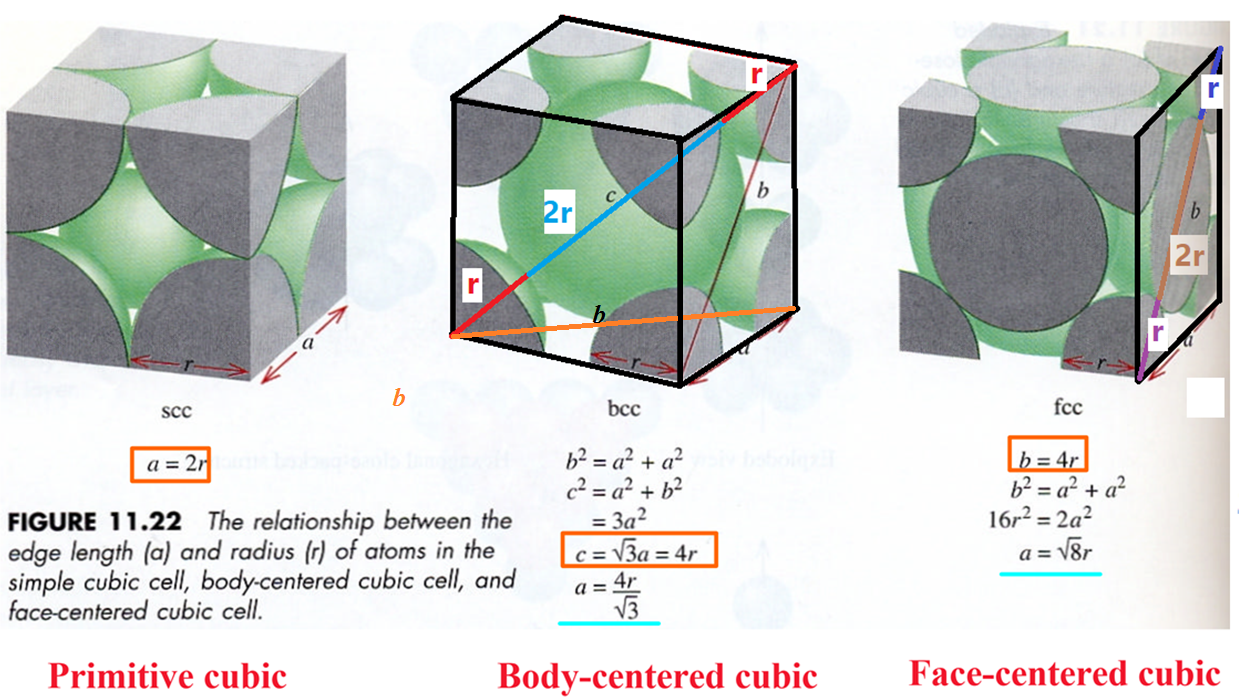 r
a
scc
a = 2r
FIGURE 11.22 The relationship between the
edge length (a) and radius (r) of atoms in the
simple cubic cell, body-centered cubic cell, and
face-centered cubic cell.
Primitive cubic
r
c
b
2r
r
b
r
a
b
bcc
b² = a² + a²
c² = a² + b²
= 3a²
c = √3a = 4r
a = 4r
√3
Body-centered cubic
r
b
2r
r
r
a
fcc
b = 4r
b² = a² + a²
16r² = 2a²
a = √8r
Face-centered cubic